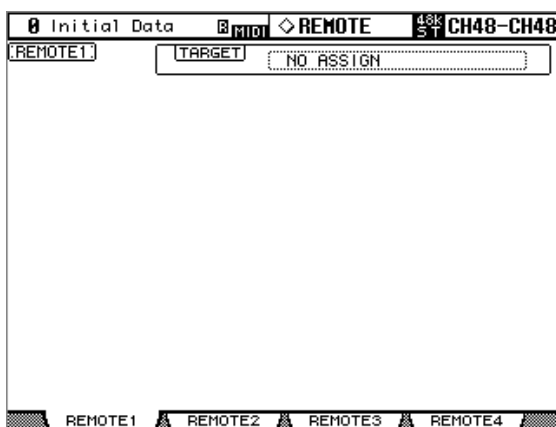 0 Initial Data R MIDI ◇REMOTE 48K ST CH48-CH48
REMOTE1
TARGET
NO ASSIGN
REMOTE1 REMOTE2 REMOTE3 REMOTE4